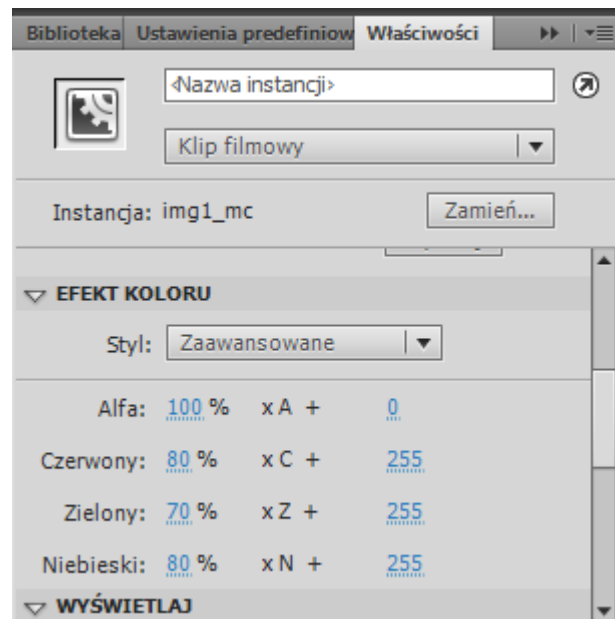 Biblioteka Ustawienia predefiniow Właściwości
<Nazwa instancji>
Klip filmowy
Instancja: img1_mc Zamień...
EFEKT KOLORU
Styl: Zaawansowane
Alfa: 100 % x A + 0
Czerwony: 80 % x C + 255
Zielony: 70 % x Z + 255
Niebieski: 80 % x N + 255
WYŚWIETLAJ